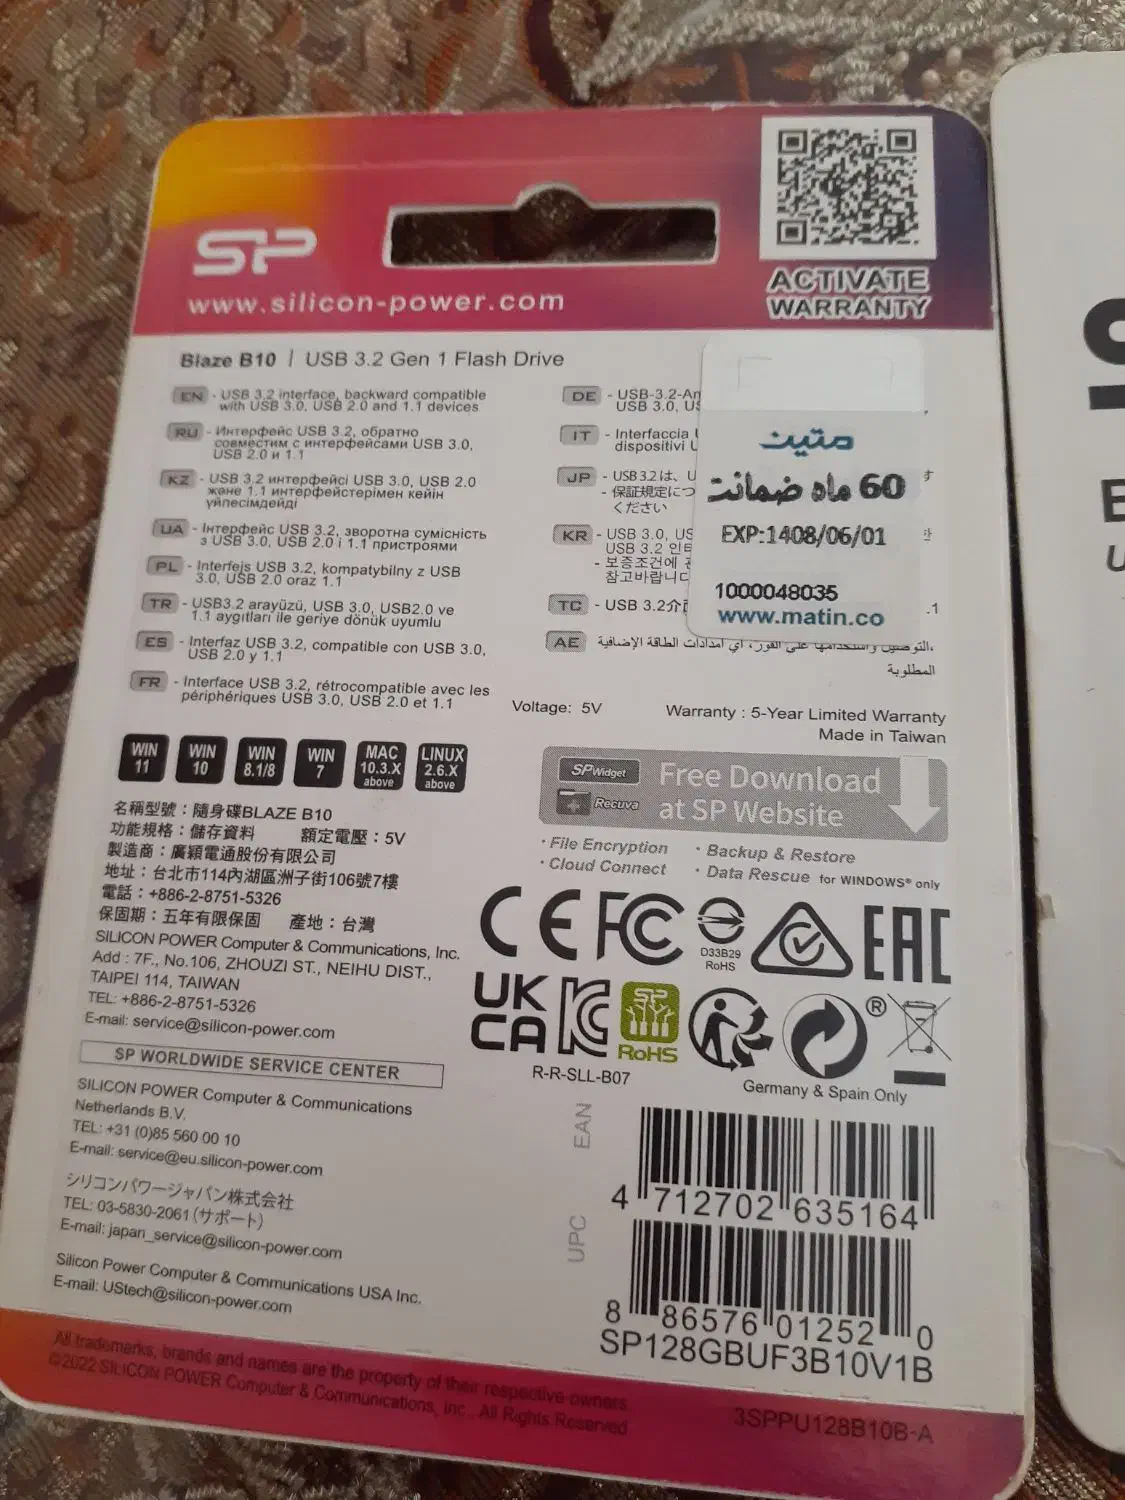 SP
www.silicon-power.com
ACTIVATE
WARRANTY
Blaze B10 | USB 3.2 Gen 1 Flash Drive
EN - USB 3.2 interface, backward compatible
with USB 3.0, USB 2.0 and 1.1 devices
RU - Интерфейс USB 3.2, обратно
совместим с интерфейсами USB 3.0,
USB 2.0 и 1.1
KZ - USB 3.2 интерфейсі USB 3.0, USB 2.0
және 1.1 интерфейстерімен кейін
үйлесімдейді
UA - Інтерфейс USB 3.2, зворотна сумісність
з USB 3.0, USB 2.0 і 1.1 пристроями
PL - Interfejs USB 3.2, kompatybilny z USB
3.0, USB 2.0 oraz 1.1
TR - USB3.2 arayüzü, USB 3.0, USB2.0 ve
1.1 aygıtları ile geriye dönük uyumlu
ES - Interfaz USB 3.2, compatible con USB 3.0,
USB 2.0 y 1.1
FR - Interface USB 3.2, rétrocompatible avec les
périphériques USB 3.0, USB 2.0 et 1.1
DE - USB-3.2-An
USB 3.0, US
IT - Interfaccia
dispositivi
JP - USB3.2は、U
- 保証規定につ
ください
KR - USB 3.0, US
USB 3.2 인터
- 보증조건에
참고바랍니다
TC - USB 3.2介
.1
AE التوصيل واستخدامها على الفور، أي امدادات الطاقة الإضافية،
المطلوبة
متین
60 ماه ضمانت
EXP:1408/06/01
1000048035
www.matin.co
Voltage: 5V
Warranty : 5-Year Limited Warranty
Made in Taiwan
WIN 11
WIN 10
WIN 8.1/8
WIN 7
MAC 10.3.X above
LINUX 2.6.X above
SP Widget
Recuva
Free Download
at SP Website
· File Encryption · Backup & Restore
· Cloud Connect · Data Rescue for WINDOWS® only
名稱型號：隨身碟BLAZE B10
功能規格：儲存資料 額定電壓：5V
製造商：廣穎電通股份有限公司
地址：台北市114內湖區洲子街106號7樓
電話：+886-2-8751-5326
保固期：五年有限保固 產地：台灣
SILICON POWER Computer & Communications, Inc.
Add : 7F., No.106, ZHOUZI ST., NEIHU DIST.,
TAIPEI 114, TAIWAN
TEL: +886-2-8751-5326
E-mail: service@silicon-power.com
CE FC D33B29 RoHS EAC
UK CA KC SP RoHS
R-R-SLL-B07
®
Germany & Spain Only
SP WORLDWIDE SERVICE CENTER
SILICON POWER Computer & Communications
Netherlands B.V.
TEL: +31 (0)85 560 00 10
E-mail: service@eu.silicon-power.com
シリコンパワージャパン株式会社
TEL: 03-5830-2061(サポート)
E-mail: japan_service@silicon-power.com
Silicon Power Computer & Communications USA Inc.
E-mail: UStech@silicon-power.com
EAN
4 712702 635164
UPC
8 86576 01252 0
SP128GBUF3B10V1B
All trademarks, brands and names are the property of their respective owners
©2022 SILICON POWER Computer & Communications, Inc., All Rights Reserved
3SPPU128B10B-A